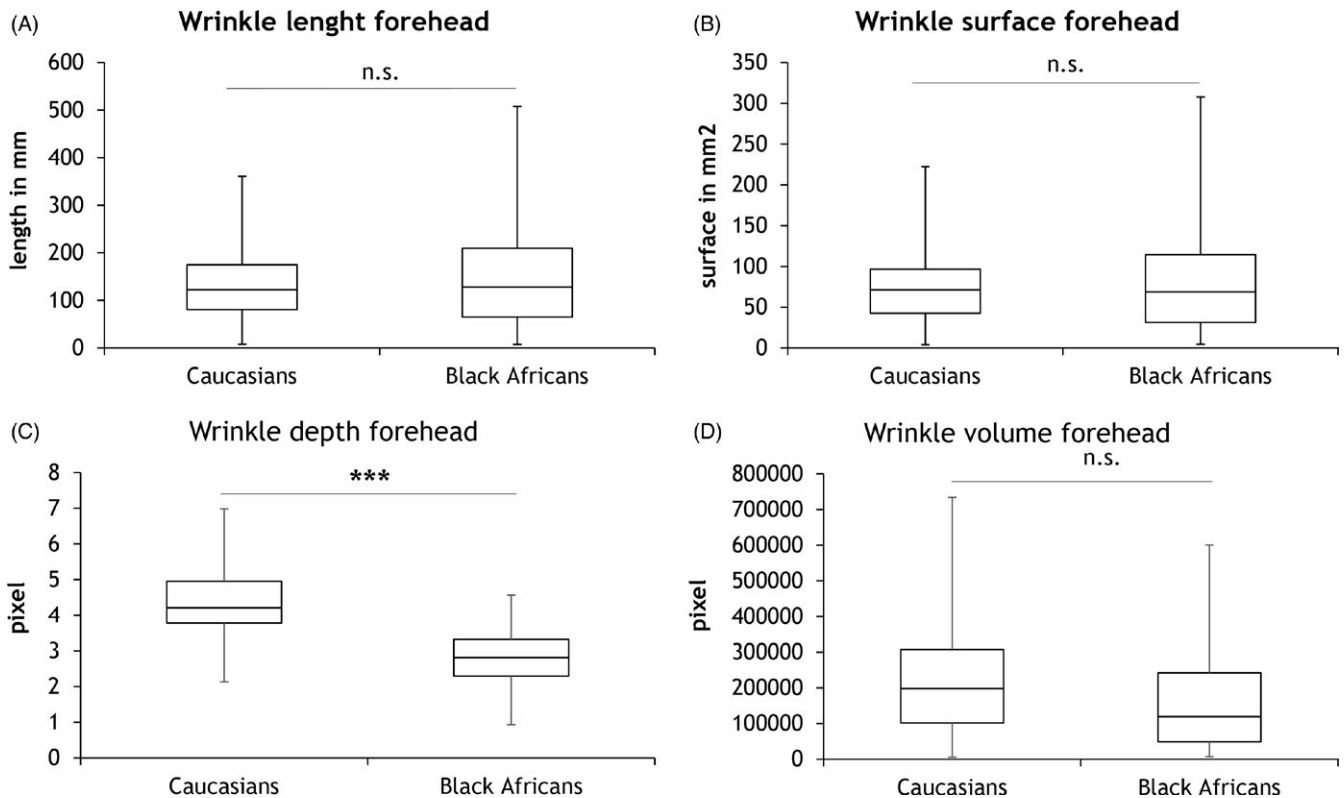 (A) Wrinkle lenght forehead
600
500
400
300
200
100
0
length in mm
n.s.
Caucasians Black Africans
(B) Wrinkle surface forehead
350
300
250
200
150
100
50
0
surface in mm2
n.s.
Caucasians Black Africans
(C) Wrinkle depth forehead
8
7
6
5
4
3
2
1
0
pixel
***
Caucasians Black Africans
(D) Wrinkle volume forehead
800000
700000
600000
500000
400000
300000
200000
100000
0
pixel
n.s.
Caucasians Black Africans